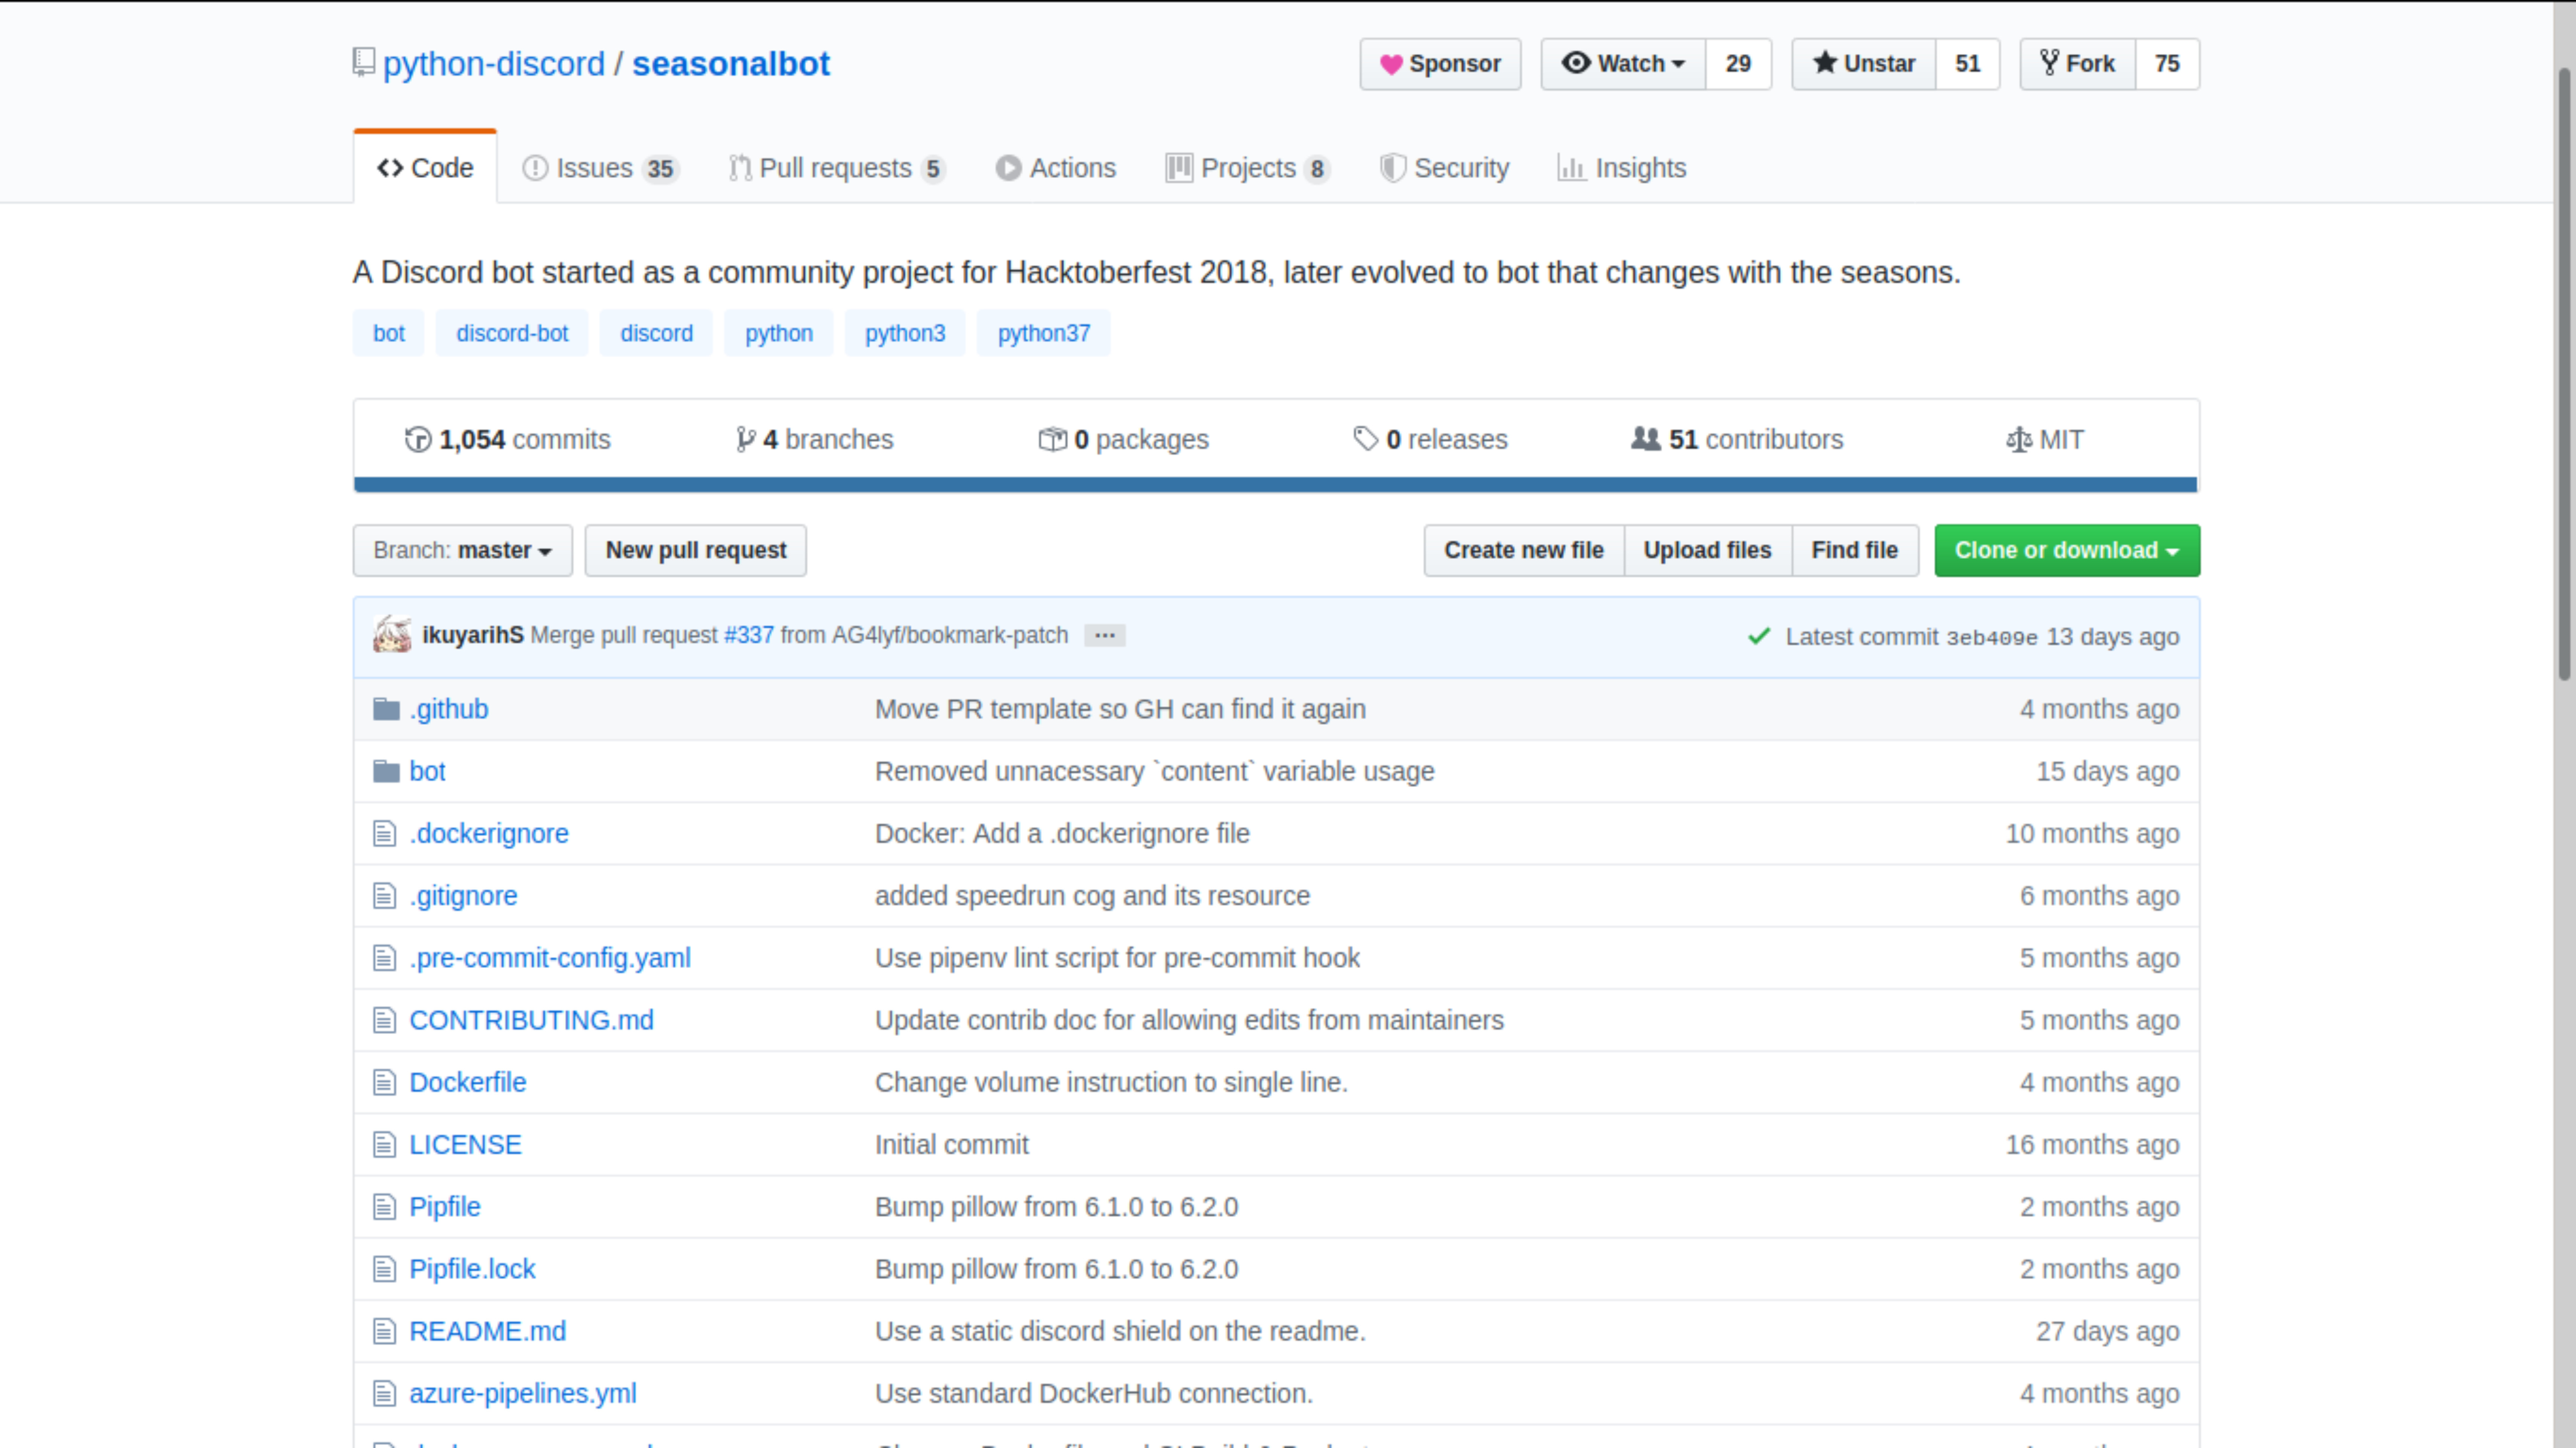 python-discord / seasonalbot
Sponsor Watch 29 Unstar 51 Fork 75
Code Issues 35 Pull requests 5 Actions Projects 8 Security Insights
A Discord bot started as a community project for Hacktoberfest 2018, later evolved to bot that changes with the seasons.
bot discord-bot discord python python3 python37
1,054 commits 4 branches 0 packages 0 releases 51 contributors MIT
Branch: master New pull request Create new file Upload files Find file Clone or download
ikuyarihS Merge pull request #337 from AG4lyf/bookmark-patch ... Latest commit 3eb409e 13 days ago
.github Move PR template so GH can find it again 4 months ago
bot Removed unnacessary `content` variable usage 15 days ago
.dockerignore Docker: Add a .dockerignore file 10 months ago
.gitignore added speedrun cog and its resource 6 months ago
.pre-commit-config.yaml Use pipenv lint script for pre-commit hook 5 months ago
CONTRIBUTING.md Update contrib doc for allowing edits from maintainers 5 months ago
Dockerfile Change volume instruction to single line. 4 months ago
LICENSE Initial commit 16 months ago
Pipfile Bump pillow from 6.1.0 to 6.2.0 2 months ago
Pipfile.lock Bump pillow from 6.1.0 to 6.2.0 2 months ago
README.md Use a static discord shield on the readme. 27 days ago
azure-pipelines.yml Use standard DockerHub connection. 4 months ago